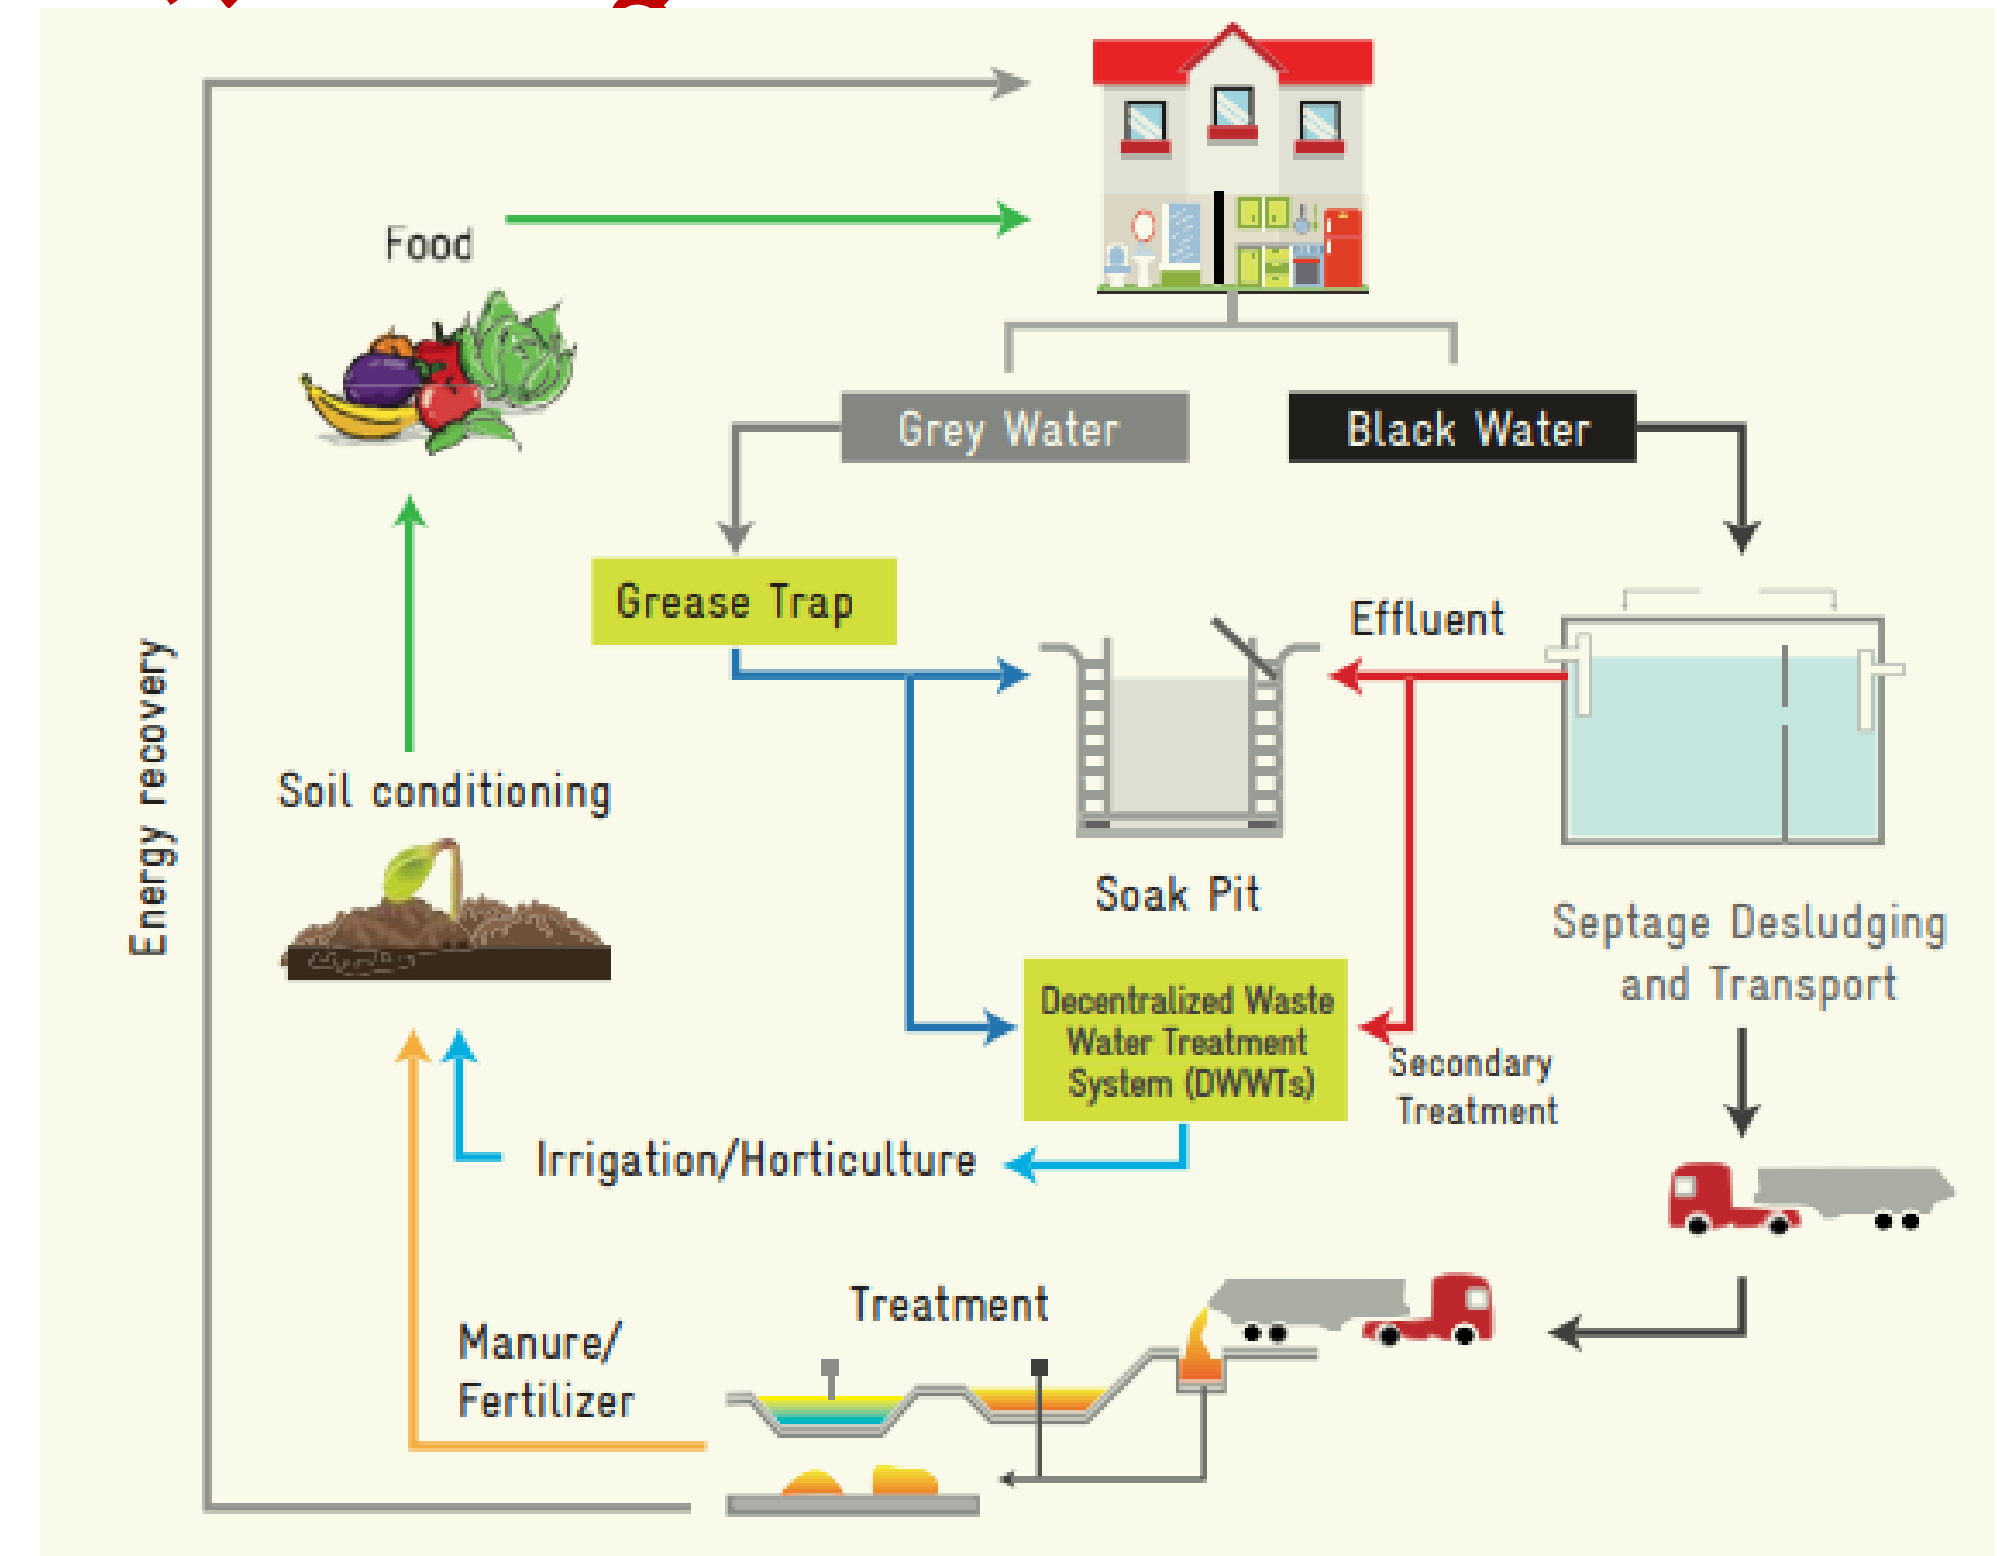 Food
Grey Water
Black Water
Grease Trap
Effluent
Energy recovery
Soil conditioning
Soak Pit
Septage Desludging
and Transport
Decentralized Waste
Water Treatment
System (DWWTs)
Secondary
Treatment
Irrigation/Horticulture
Treatment
Manure/
Fertilizer